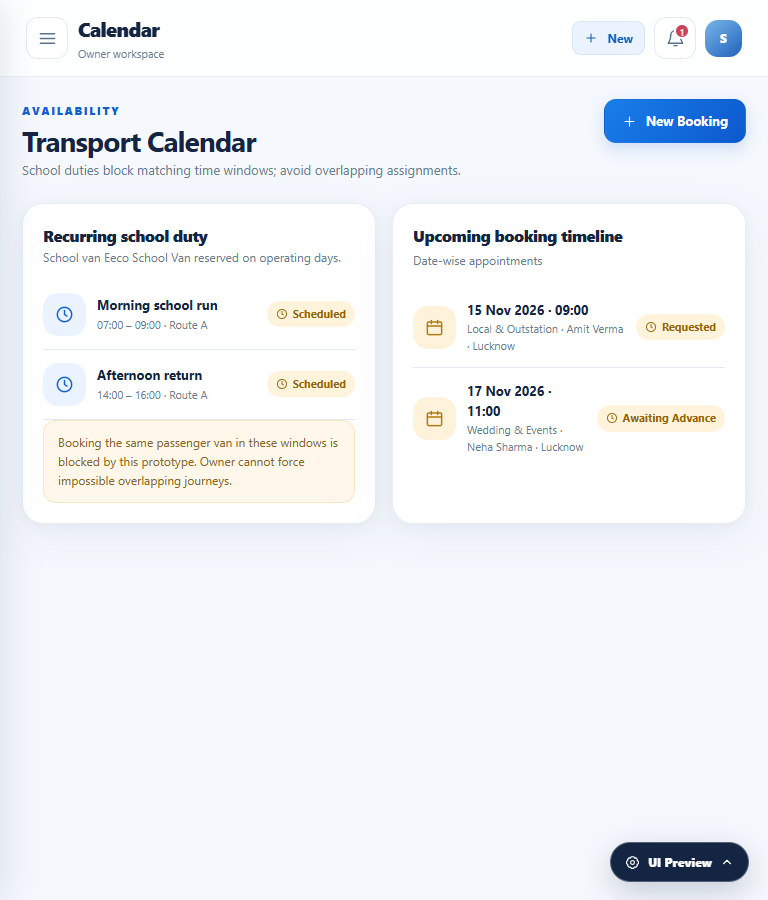 Calendar
Owner workspace
New
1
S
AVAILABILITY
Transport Calendar
School duties block matching time windows; avoid overlapping assignments.
New Booking
Recurring school duty
School van Eeco School Van reserved on operating days.
Morning school run
07:00 – 09:00 · Route A
Scheduled
Afternoon return
14:00 – 16:00 · Route A
Scheduled
Booking the same passenger van in these windows is
blocked by this prototype. Owner cannot force
impossible overlapping journeys.
Upcoming booking timeline
Date-wise appointments
15 Nov 2026 · 09:00
Local & Outstation · Amit Verma
· Lucknow
Requested
17 Nov 2026 ·
11:00
Wedding & Events ·
Neha Sharma · Lucknow
Awaiting Advance
UI Preview